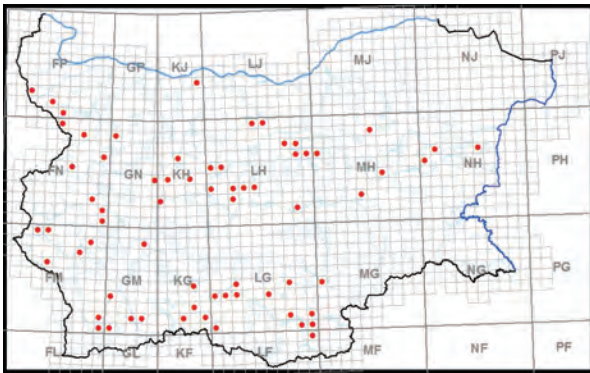 FP GP KJ LJ MJ NJ PJ
FN GN KH LH MH NH PH
FM GM KG LG MG NG PG
FL GL KF LF MF NF PF